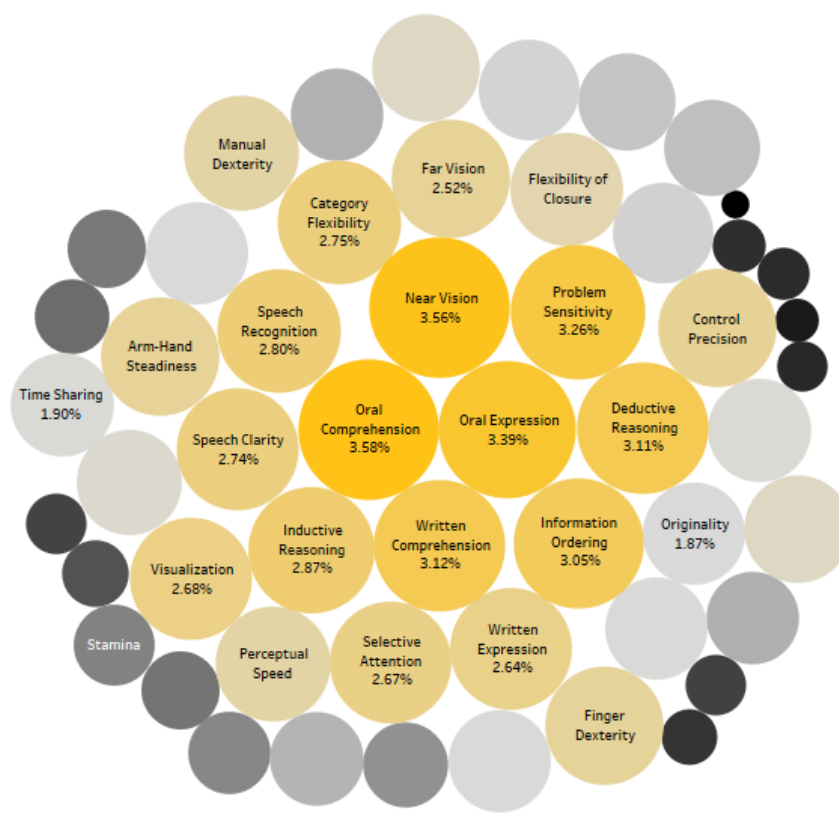 Manual
Dexterity
Far Vision
2.52%
Flexibility of
Closure
Category
Flexibility
2.75%
Near Vision
3.56%
Problem
Sensitivity
3.26%
Speech
Recognition
2.80%
Control
Precision
Arm-Hand
Steadiness
Time Sharing
1.90%
Oral
Comprehension
3.58%
Oral Expression
3.39%
Deductive
Reasoning
3.11%
Speech Clarity
2.74%
Inductive
Reasoning
2.87%
Written
Comprehension
3.12%
Information
Ordering
3.05%
Originality
1.87%
Visualization
2.68%
Stamina
Perceptual
Speed
Selective
Attention
2.67%
Written
Expression
2.64%
Finger
Dexterity